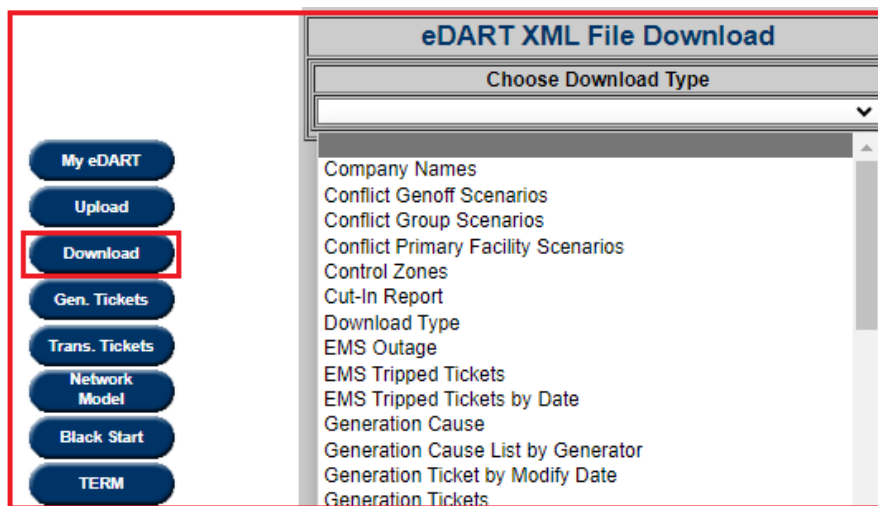 eDART XML File Download
Choose Download Type
My eDART
Upload
Download
Gen. Tickets
Trans. Tickets
Network
Model
Black Start
TERM
Company Names
Conflict Genoff Scenarios
Conflict Group Scenarios
Conflict Primary Facility Scenarios
Control Zones
Cut-In Report
Download Type
EMS Outage
EMS Tripped Tickets
EMS Tripped Tickets by Date
Generation Cause
Generation Cause List by Generator
Generation Ticket by Modify Date
Generation Tickets